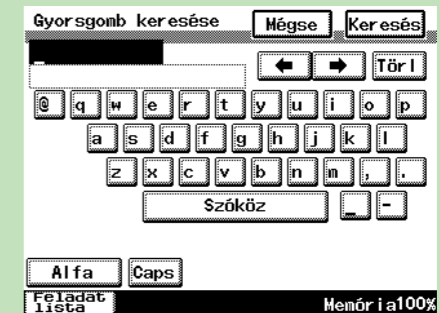 Gyorsgomb keresése Mégse Keresés
← → Törl
@ q w e r t y u i o p
a s d f g h j k l
z x c v b n m , .
Szóköz _ -
Alfa Caps
Feladat
lista Memória100%